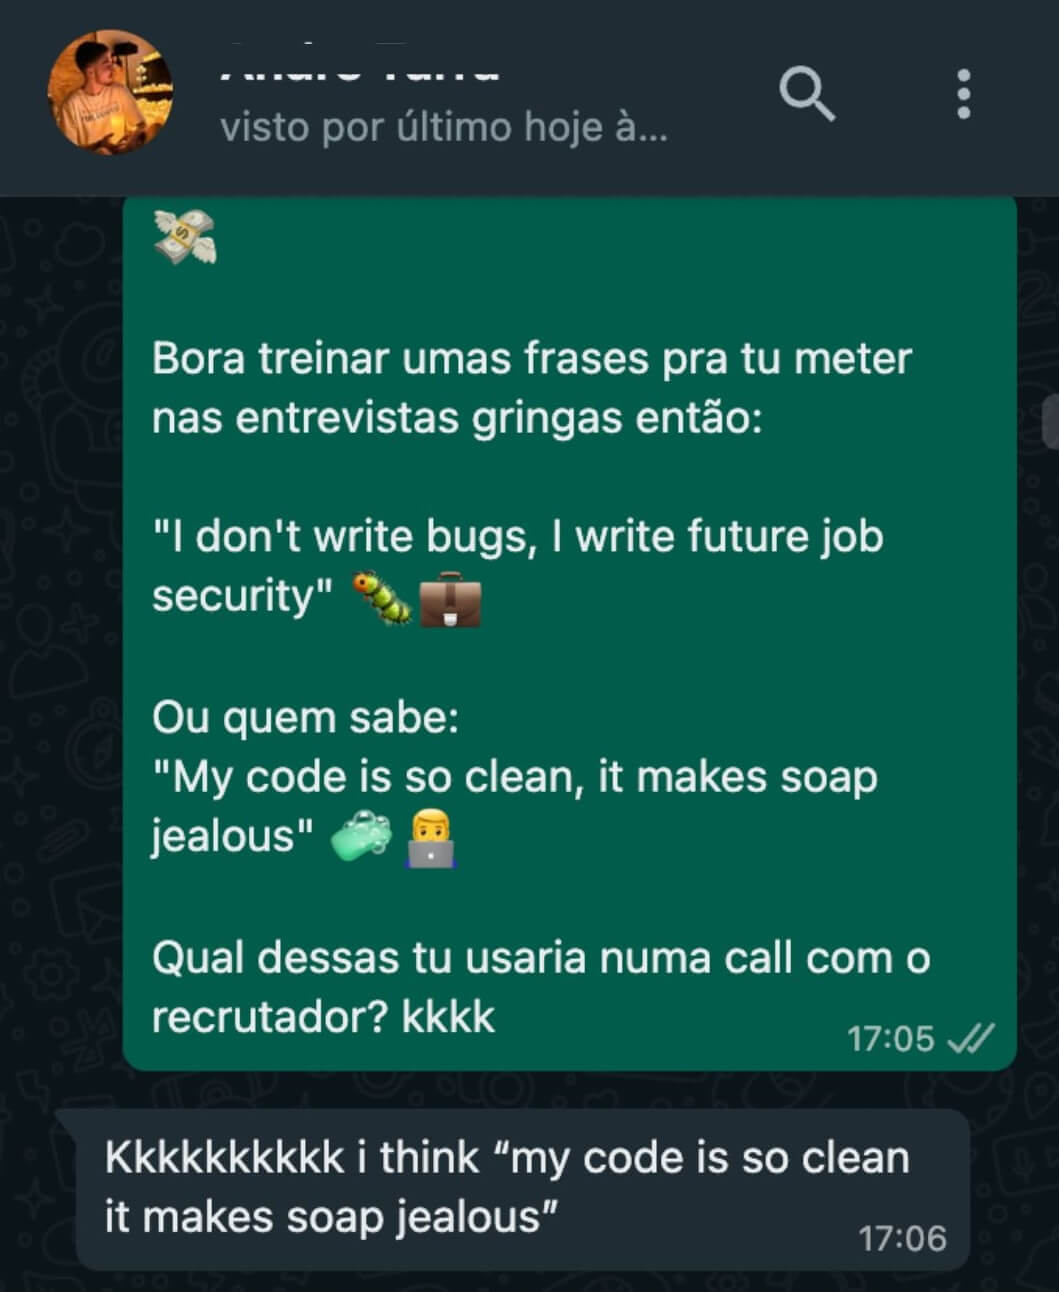 visto por último hoje à...
💸
Bora treinar umas frases pra tu meter
nas entrevistas gringas então:
"I don't write bugs, I write future job
security" 🐛💼
Ou quem sabe:
"My code is so clean, it makes soap
jealous" 🧼👨‍💻
Qual dessas tu usaria numa call com o
recrutador? kkkk
17:05
Kkkkkkkkkk i think “my code is so clean
it makes soap jealous”
17:06